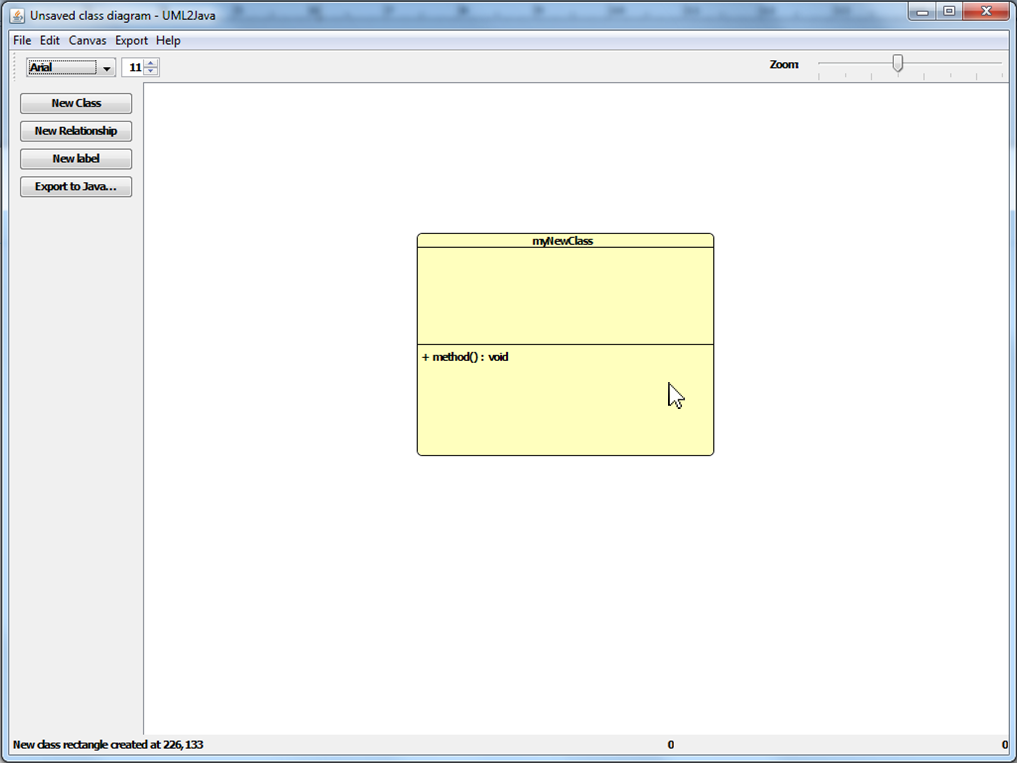 Unsaved class diagram - UML2Java
File Edit Canvas Export Help
Arial 11 Zoom
New Class
New Relationship
New label
Export to Java...
myNewClass
+ method() : void
New class rectangle created at 226,133 0 0